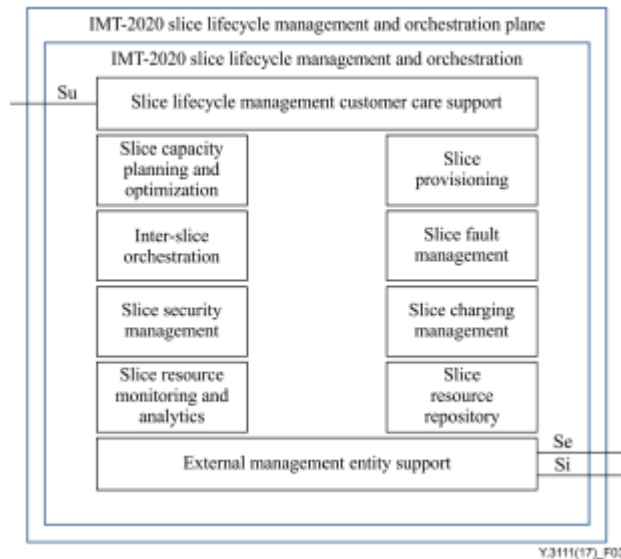 IMT-2020 slice lifecycle management and orchestration plane
IMT-2020 slice lifecycle management and orchestration
Su
Slice lifecycle management customer care support
Slice capacity
planning and
optimization
Slice
provisioning
Inter-slice
orchestration
Slice fault
management
Slice security
management
Slice charging
management
Slice resource
monitoring and
analytics
Slice
resource
repository
External management entity support
Se
Si